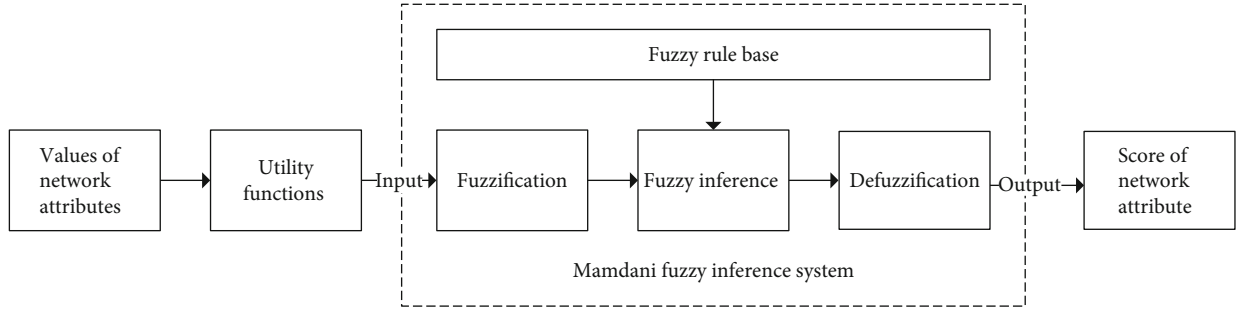 Fuzzy rule base
Values of
network
attributes
Utility
functions
Input
Fuzzification
Fuzzy inference
Defuzzification
Output
Score of
network
attribute
Mamdani fuzzy inference system